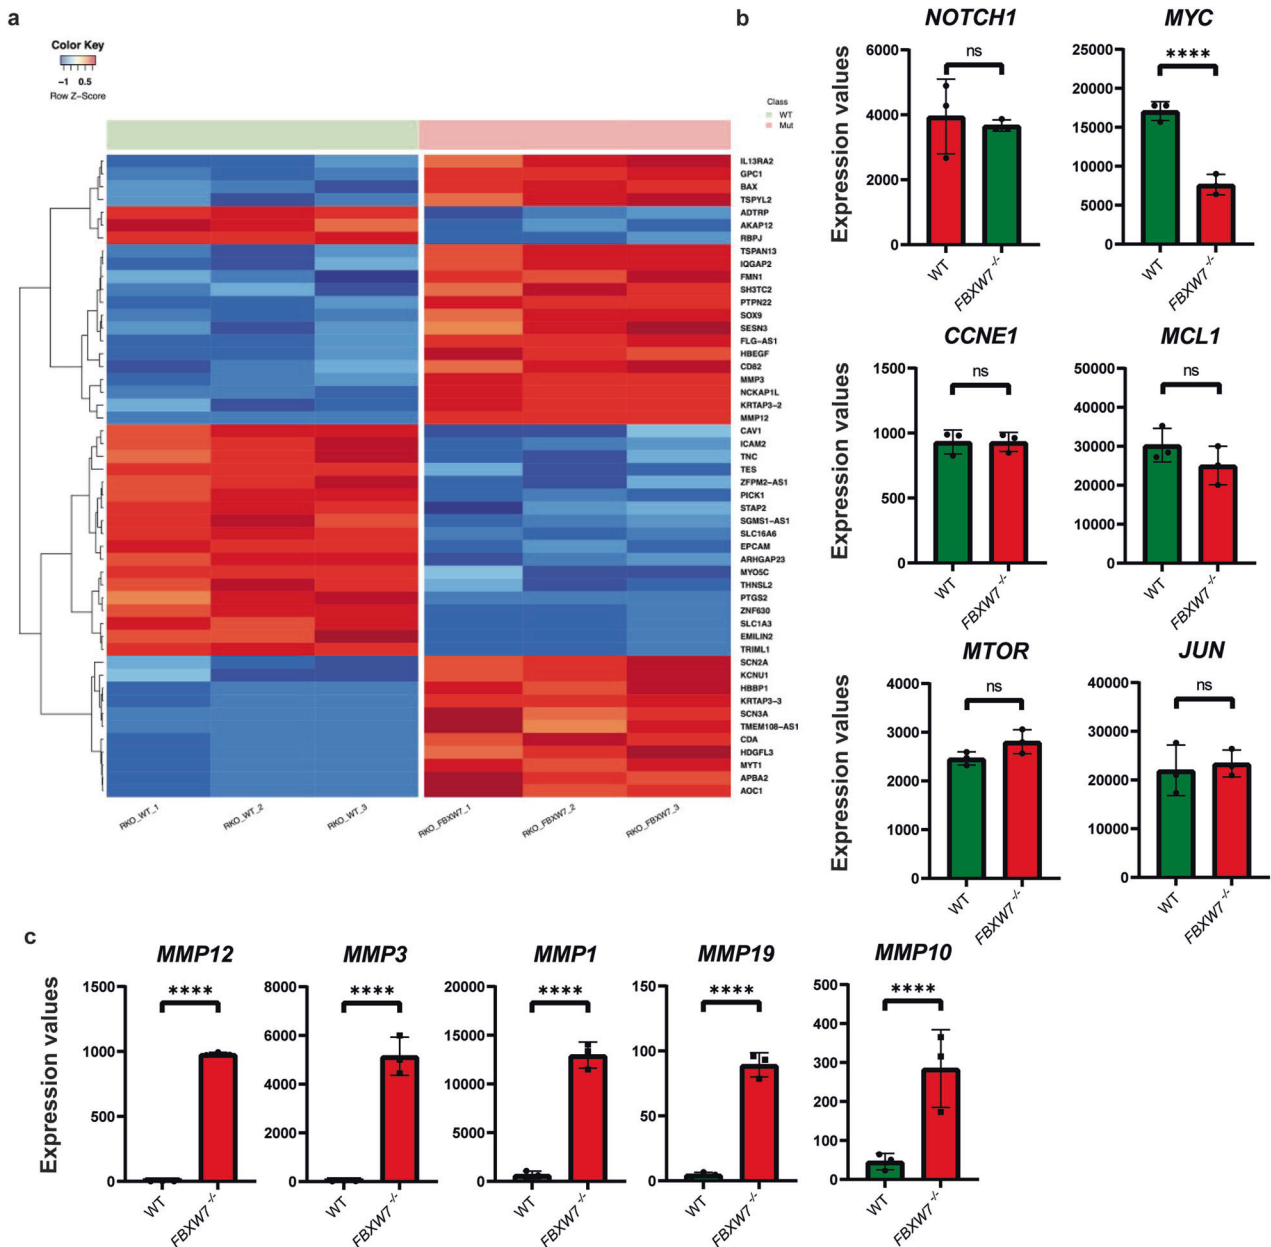 a
Color Key
−1 0.5
Row Z−Score
Class
WT
Mut
IL13RA2
GPC1
BAX
TSPYL2
ADTRP
AKAP12
RBPJ
TSPAN13
IQGAP2
FMN1
SH3TC2
PTPN22
SOX9
SESN3
FLG−AS1
HBEGF
CD82
MMP3
NCKAP1L
KRTAP3−2
MMP12
CAV1
ICAM2
TNC
TES
ZFPM2−AS1
PICK1
STAP2
SGMS1−AS1
SLC16A6
EPCAM
ARHGAP23
MYO5C
THNSL2
PTGS2
ZNF630
SLC1A3
EMILIN2
TRIML1
SCN2A
KCNU1
HBBP1
KRTAP3−3
SCN3A
TMEM108−AS1
CDA
HDGFL3
MYT1
APBA2
AOC1
RKO_WT_1
RKO_WT_2
RKO_WT_3
RKO_FBXW7_1
RKO_FBXW7_2
RKO_FBXW7_3
b
NOTCH1
Expression values
6000
4000
2000
0
ns
WT
FBXW7 -/-
MYC
25000
20000
15000
10000
5000
0
****
WT
FBXW7 -/-
CCNE1
Expression values
1500
1000
500
0
ns
WT
FBXW7 -/-
MCL1
50000
40000
30000
20000
10000
0
ns
WT
FBXW7 -/-
MTOR
Expression values
4000
3000
2000
1000
0
ns
WT
FBXW7 -/-
JUN
40000
30000
20000
10000
0
ns
WT
FBXW7 -/-
c
MMP12
Expression values
1500
1000
500
0
****
WT
FBXW7 -/-
MMP3
8000
6000
4000
2000
0
****
WT
FBXW7 -/-
MMP1
20000
15000
10000
5000
0
****
WT
FBXW7 -/-
MMP19
150
100
50
0
****
WT
FBXW7 -/-
MMP10
500
400
300
200
100
0
****
WT
FBXW7 -/-